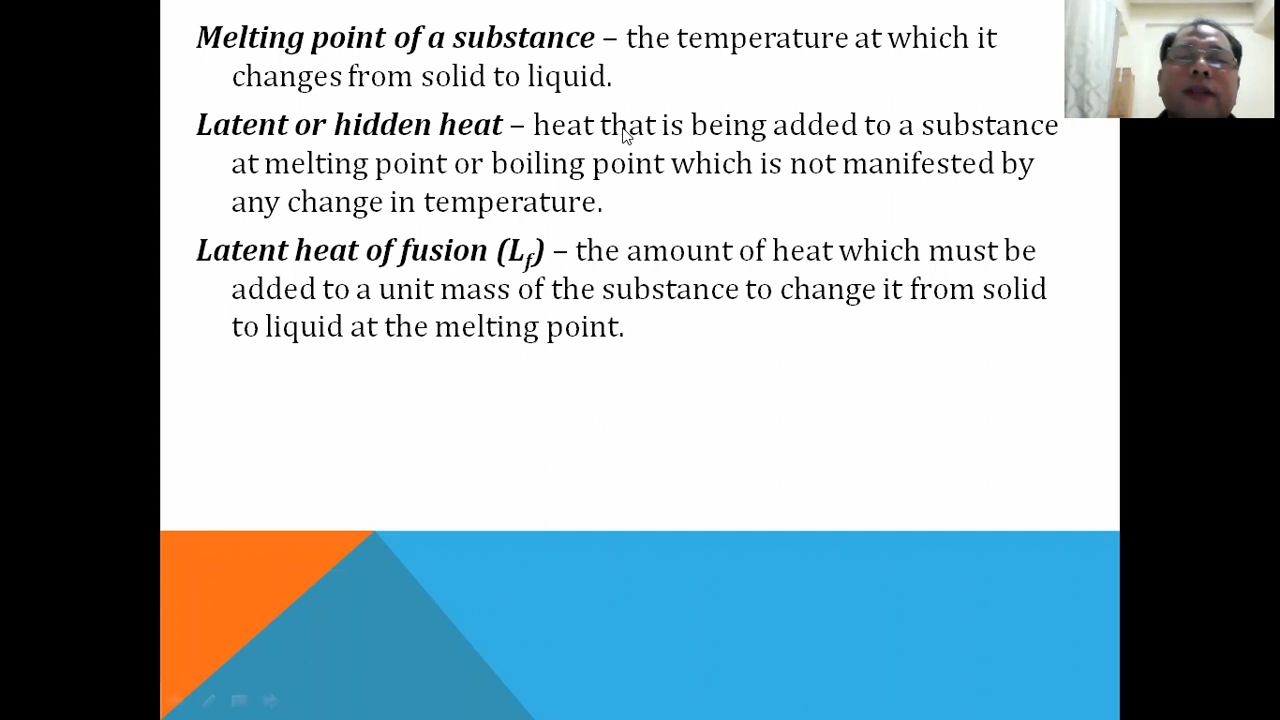 Melting point of a substance – the temperature at which it
changes from solid to liquid.
Latent or hidden heat – heat that is being added to a substance
at melting point or boiling point which is not manifested by
any change in temperature.
Latent heat of fusion (Lf) – the amount of heat which must be
added to a unit mass of the substance to change it from solid
to liquid at the melting point.